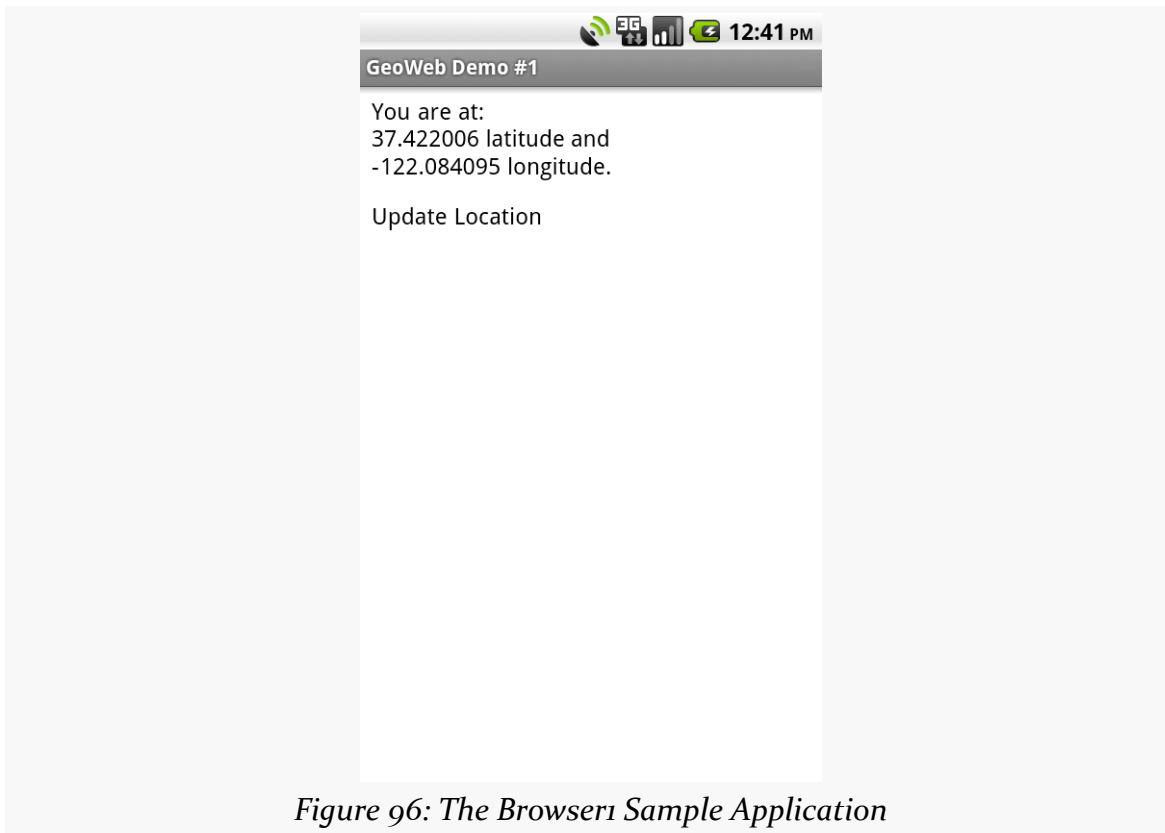 3G 12:41 PM
GeoWeb Demo #1
You are at:
37.422006 latitude and
-122.084095 longitude.
Update Location
Figure 96: The Browser1 Sample Application